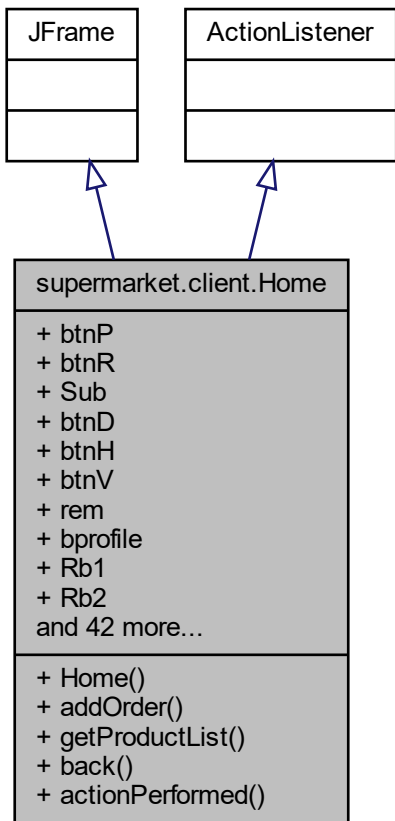 JFrame
ActionListener
supermarket.client.Home
+ btnP
+ btnR
+ Sub
+ btnD
+ btnH
+ btnV
+ rem
+ bprofile
+ Rb1
+ Rb2
and 42 more...
+ Home()
+ addOrder()
+ getProductList()
+ back()
+ actionPerformed()